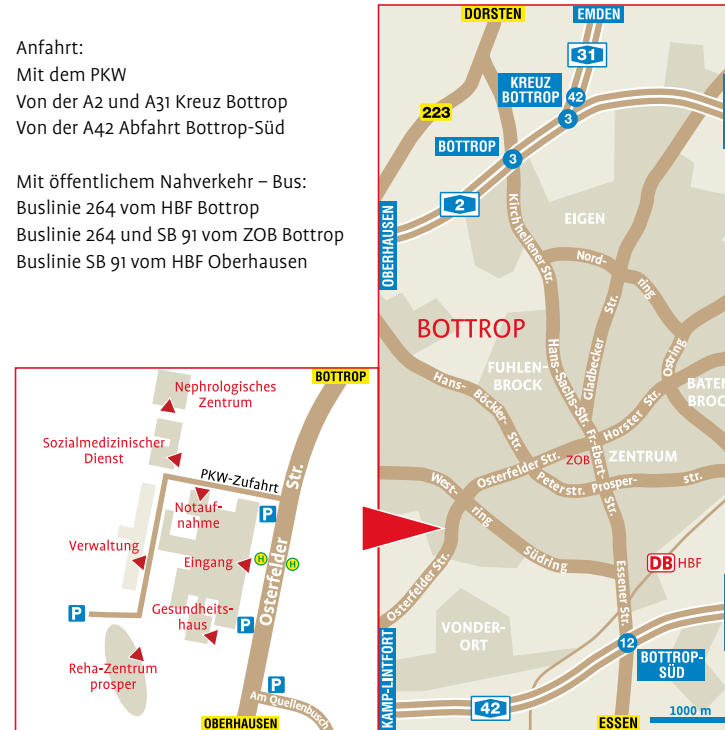 Anfahrt:
Mit dem PKW
Von der A2 und A31 Kreuz Bottrop
Von der A42 Abfahrt Bottrop-Süd
Mit öffentlichem Nahverkehr – Bus:
Buslinie 264 vom HBF Bottrop
Buslinie 264 und SB 91 vom ZOB Bottrop
Buslinie SB 91 vom HBF Oberhausen
BOTTROP
Nephrologisches
Zentrum
Sozialmedizinischer
Dienst
PKW-Zufahrt
Notauf-
nahme
P
Verwaltung
Eingang
H
H
Osterfelder Str.
Gesundheits-
haus
P
P
Reha-Zentrum
prosper
P
Am Quellenbusch
OBERHAUSEN
DORSTEN
EMDEN
31
KREUZ
BOTTROP
42
3
223
BOTTROP
3
2
OBERHAUSEN
Kirchhellener Str.
EIGEN
Nord-
ring
BOTTROP
Gladbecker Str.
Ostring
FUHLEN-
BROCK
Hans-Sachs-Str.
Hans-Böckler-Str.
Horster Str.
Fr.-Ebert-Str.
ZOB
ZENTRUM
Osterfelder Str.
Peterstr.
Prosper-
str.
West-
ring
Südring
Osterfelder Str.
Essener Str.
DB HBF
VONDER-
ORT
12
BOTTROP-
SÜD
KAMP-LINTFORT
42
ESSEN
1000 m